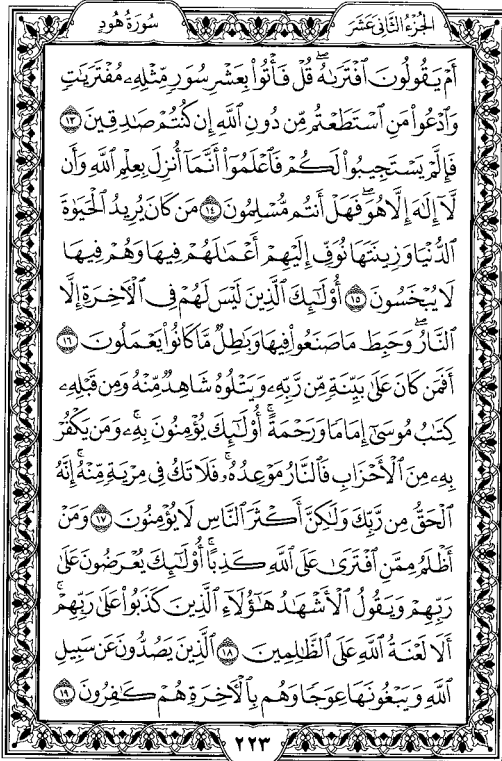 الجزء الثاني عشر
سورة هود
أَمْ يَقُولُونَ ٱفْتَرَىٰهُ ۖ قُلْ فَأْتُوا۟ بِعَشْرِ سُوَرٍ مِّثْلِهِۦ مُفْتَرَيَٰتٍ
وَٱدْعُوا۟ مَنِ ٱسْتَطَعْتُم مِّن دُونِ ٱللَّهِ إِن كُنتُمْ صَٰدِقِينَ ١٣
فَإِلَّمْ يَسْتَجِيبُوا۟ لَكُمْ فَٱعْلَمُوٓا۟ أَنَّمَآ أُنزِلَ بِعِلْمِ ٱللَّهِ وَأَن
لَّآ إِلَٰهَ إِلَّا هُوَ ۖ فَهَلْ أَنتُم مُّسْلِمُونَ ١٤ مَن كَانَ يُرِيدُ ٱلْحَيَوٰةَ
ٱلدُّنْيَا وَزِينَتَهَا نُوَفِّ إِلَيْهِمْ أَعْمَٰلَهُمْ فِيهَا وَهُمْ فِيهَا
لَا يُبْخَسُونَ ١٥ أُو۟لَٰٓئِكَ ٱلَّذِينَ لَيْسَ لَهُمْ فِى ٱلْءَاخِرَةِ إِلَّا
ٱلنَّارُ ۖ وَحَبِطَ مَا صَنَعُوا۟ فِيهَا وَبَٰطِلٌ مَّا كَانُوا۟ يَعْمَلُونَ ١٦
أَفَمَن كَانَ عَلَىٰ بَيِّنَةٍ مِّن رَّبِّهِۦ وَيَتْلُوهُ شَاهِدٌ مِّنْهُ وَمِن قَبْلِهِۦ
كِتَٰبُ مُوسَىٰٓ إِمَامًا وَرَحْمَةً ۚ أُو۟لَٰٓئِكَ يُؤْمِنُونَ بِهِۦ ۚ وَمَن يَكْفُرْ
بِهِۦ مِنَ ٱلْأَحْزَابِ فَٱلنَّارُ مَوْعِدُهُۥ ۚ فَلَا تَكُ فِى مِرْيَةٍ مِّنْهُ ۚ إِنَّهُ
ٱلْحَقُّ مِن رَّبِّكَ وَلَٰكِنَّ أَكْثَرَ ٱلنَّاسِ لَا يُؤْمِنُونَ ١٧ وَمَنْ
أَظْلَمُ مِمَّنِ ٱفْتَرَىٰ عَلَى ٱللَّهِ كَذِبًا ۚ أُو۟لَٰٓئِكَ يُعْرَضُونَ عَلَىٰ
رَبِّهِمْ وَيَقُولُ ٱلْأَشْهَٰدُ هَٰٓؤُلَآءِ ٱلَّذِينَ كَذَبُوا۟ عَلَىٰ رَبِّهِمْ ۚ
أَلَا لَعْنَةُ ٱللَّهِ عَلَى ٱلظَّٰلِمِينَ ١٨ ٱلَّذِينَ يَصُدُّونَ عَن سَبِيلِ
ٱللَّهِ وَيَبْغُونَهَا عِوَجًا وَهُم بِٱلْءَاخِرَةِ هُمْ كَٰفِرُونَ ١٩
٢٢٣